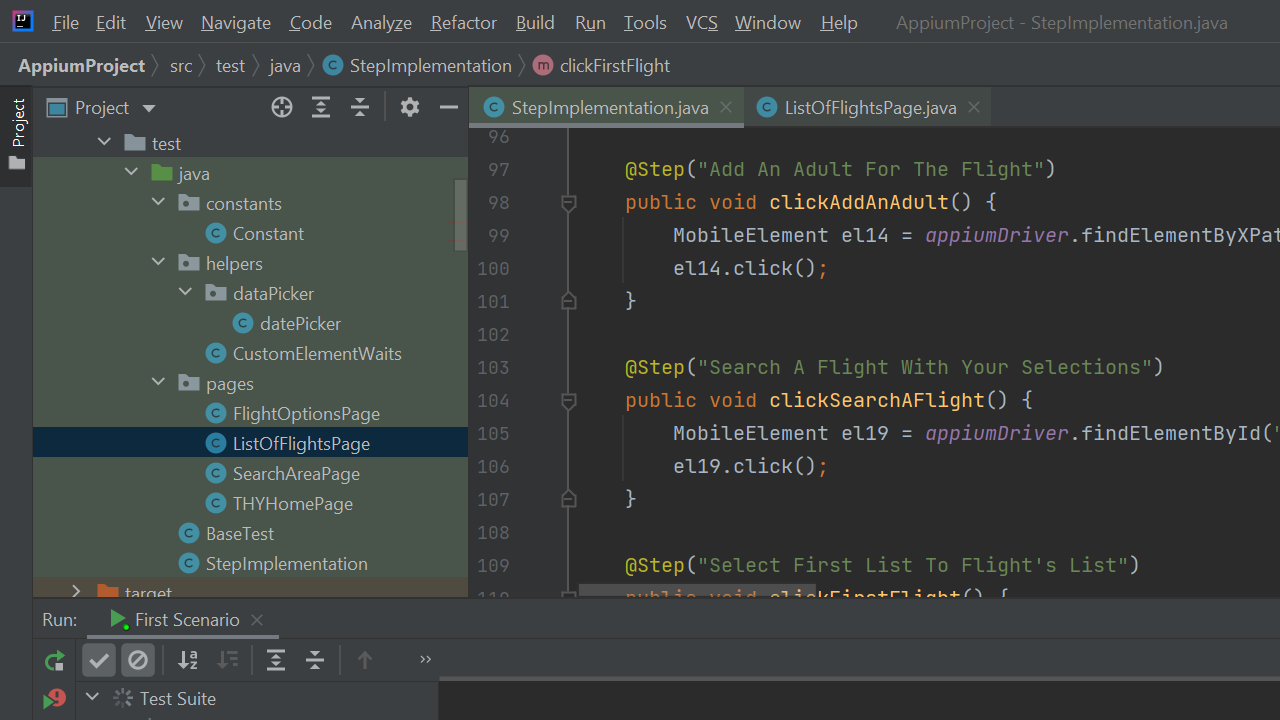 File Edit View Navigate Code Analyze Refactor Build Run Tools VCS Window Help AppiumProject - StepImplementation.java
AppiumProject src test java C StepImplementation m clickFirstFlight
Project
Project
C StepImplementation.java C ListOfFlightsPage.java
test
java
constants
C Constant
helpers
dataPicker
C datePicker
C CustomElementWaits
pages
C FlightOptionsPage
C ListOfFlightsPage
C SearchAreaPage
C THYHomePage
C BaseTest
C StepImplementation
target
96
97 @Step("Add An Adult For The Flight")
98 public void clickAddAnAdult() {
99 MobileElement el14 = appiumDriver.findElementByXPat
100 el14.click();
101 }
102
103 @Step("Search A Flight With Your Selections")
104 public void clickSearchAFlight() {
105 MobileElement el19 = appiumDriver.findElementById("
106 el19.click();
107 }
108
109 @Step("Select First List To Flight's List")
110 public void clickFirstFlight() {
Run: First Scenario
Test Suite